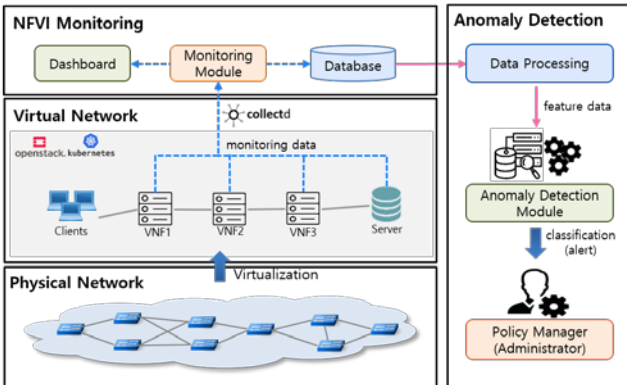 NFVI Monitoring
Dashboard
Monitoring
Module
Database
collectd
Virtual Network
openstack. kubernetes
monitoring data
Clients
VNF1
VNF2
VNF3
Server
Virtualization
Physical Network
Anomaly Detection
Data Processing
feature data
Anomaly Detection
Module
classification
(alert)
Policy Manager
(Administrator)